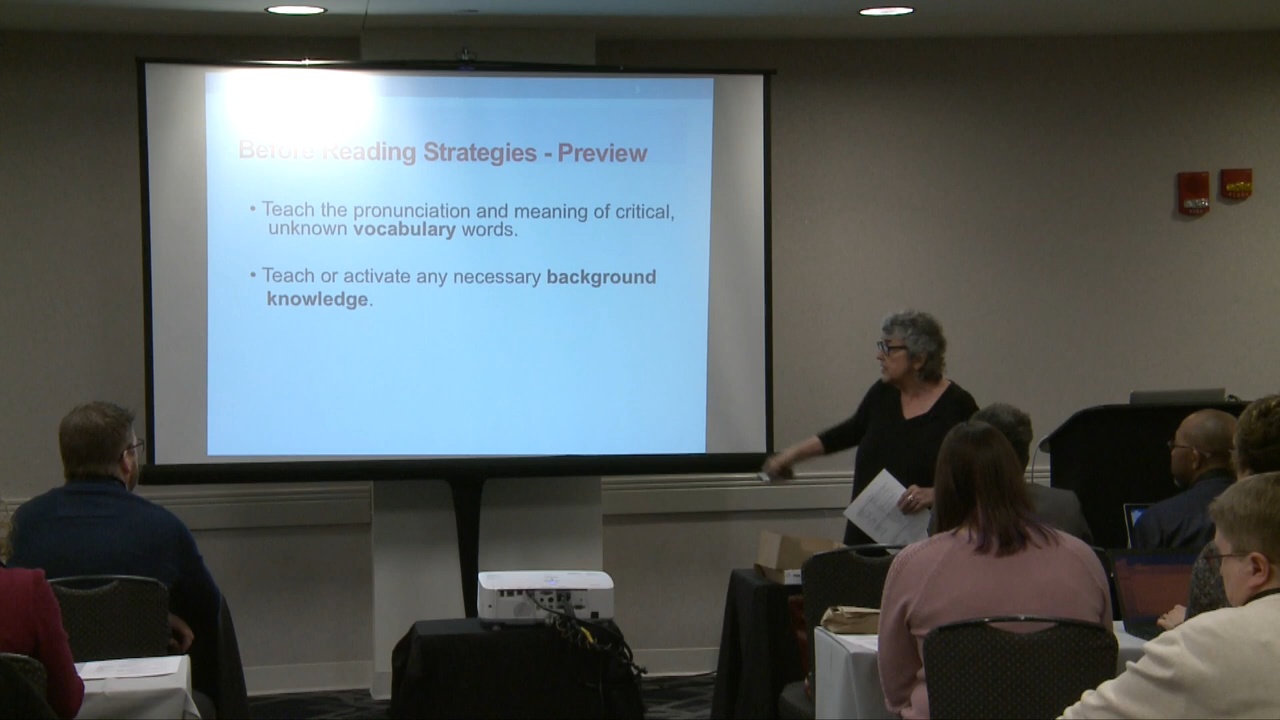 Before Reading Strategies - Preview
• Teach the pronunciation and meaning of critical,
unknown vocabulary words.
• Teach or activate any necessary background
knowledge.